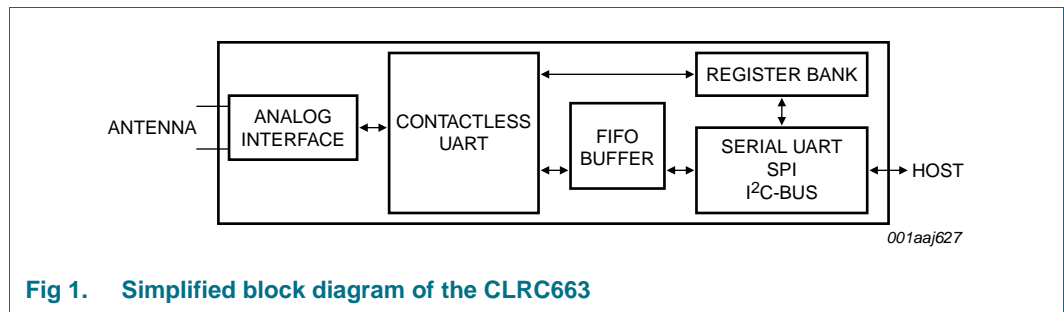 ANTENNA
ANALOG
INTERFACE
CONTACTLESS
UART
FIFO
BUFFER
REGISTER BANK
SERIAL UART
SPI
I²C-BUS
HOST
001aaj627
Fig 1. Simplified block diagram of the CLRC663